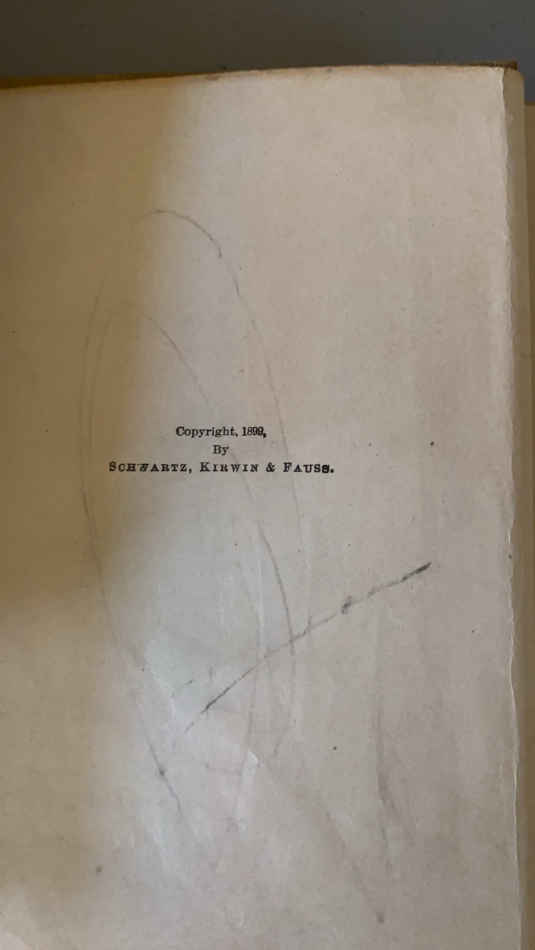 Copyright, 1899,
By
SCHWARTZ, KIRWIN & FAUSS.